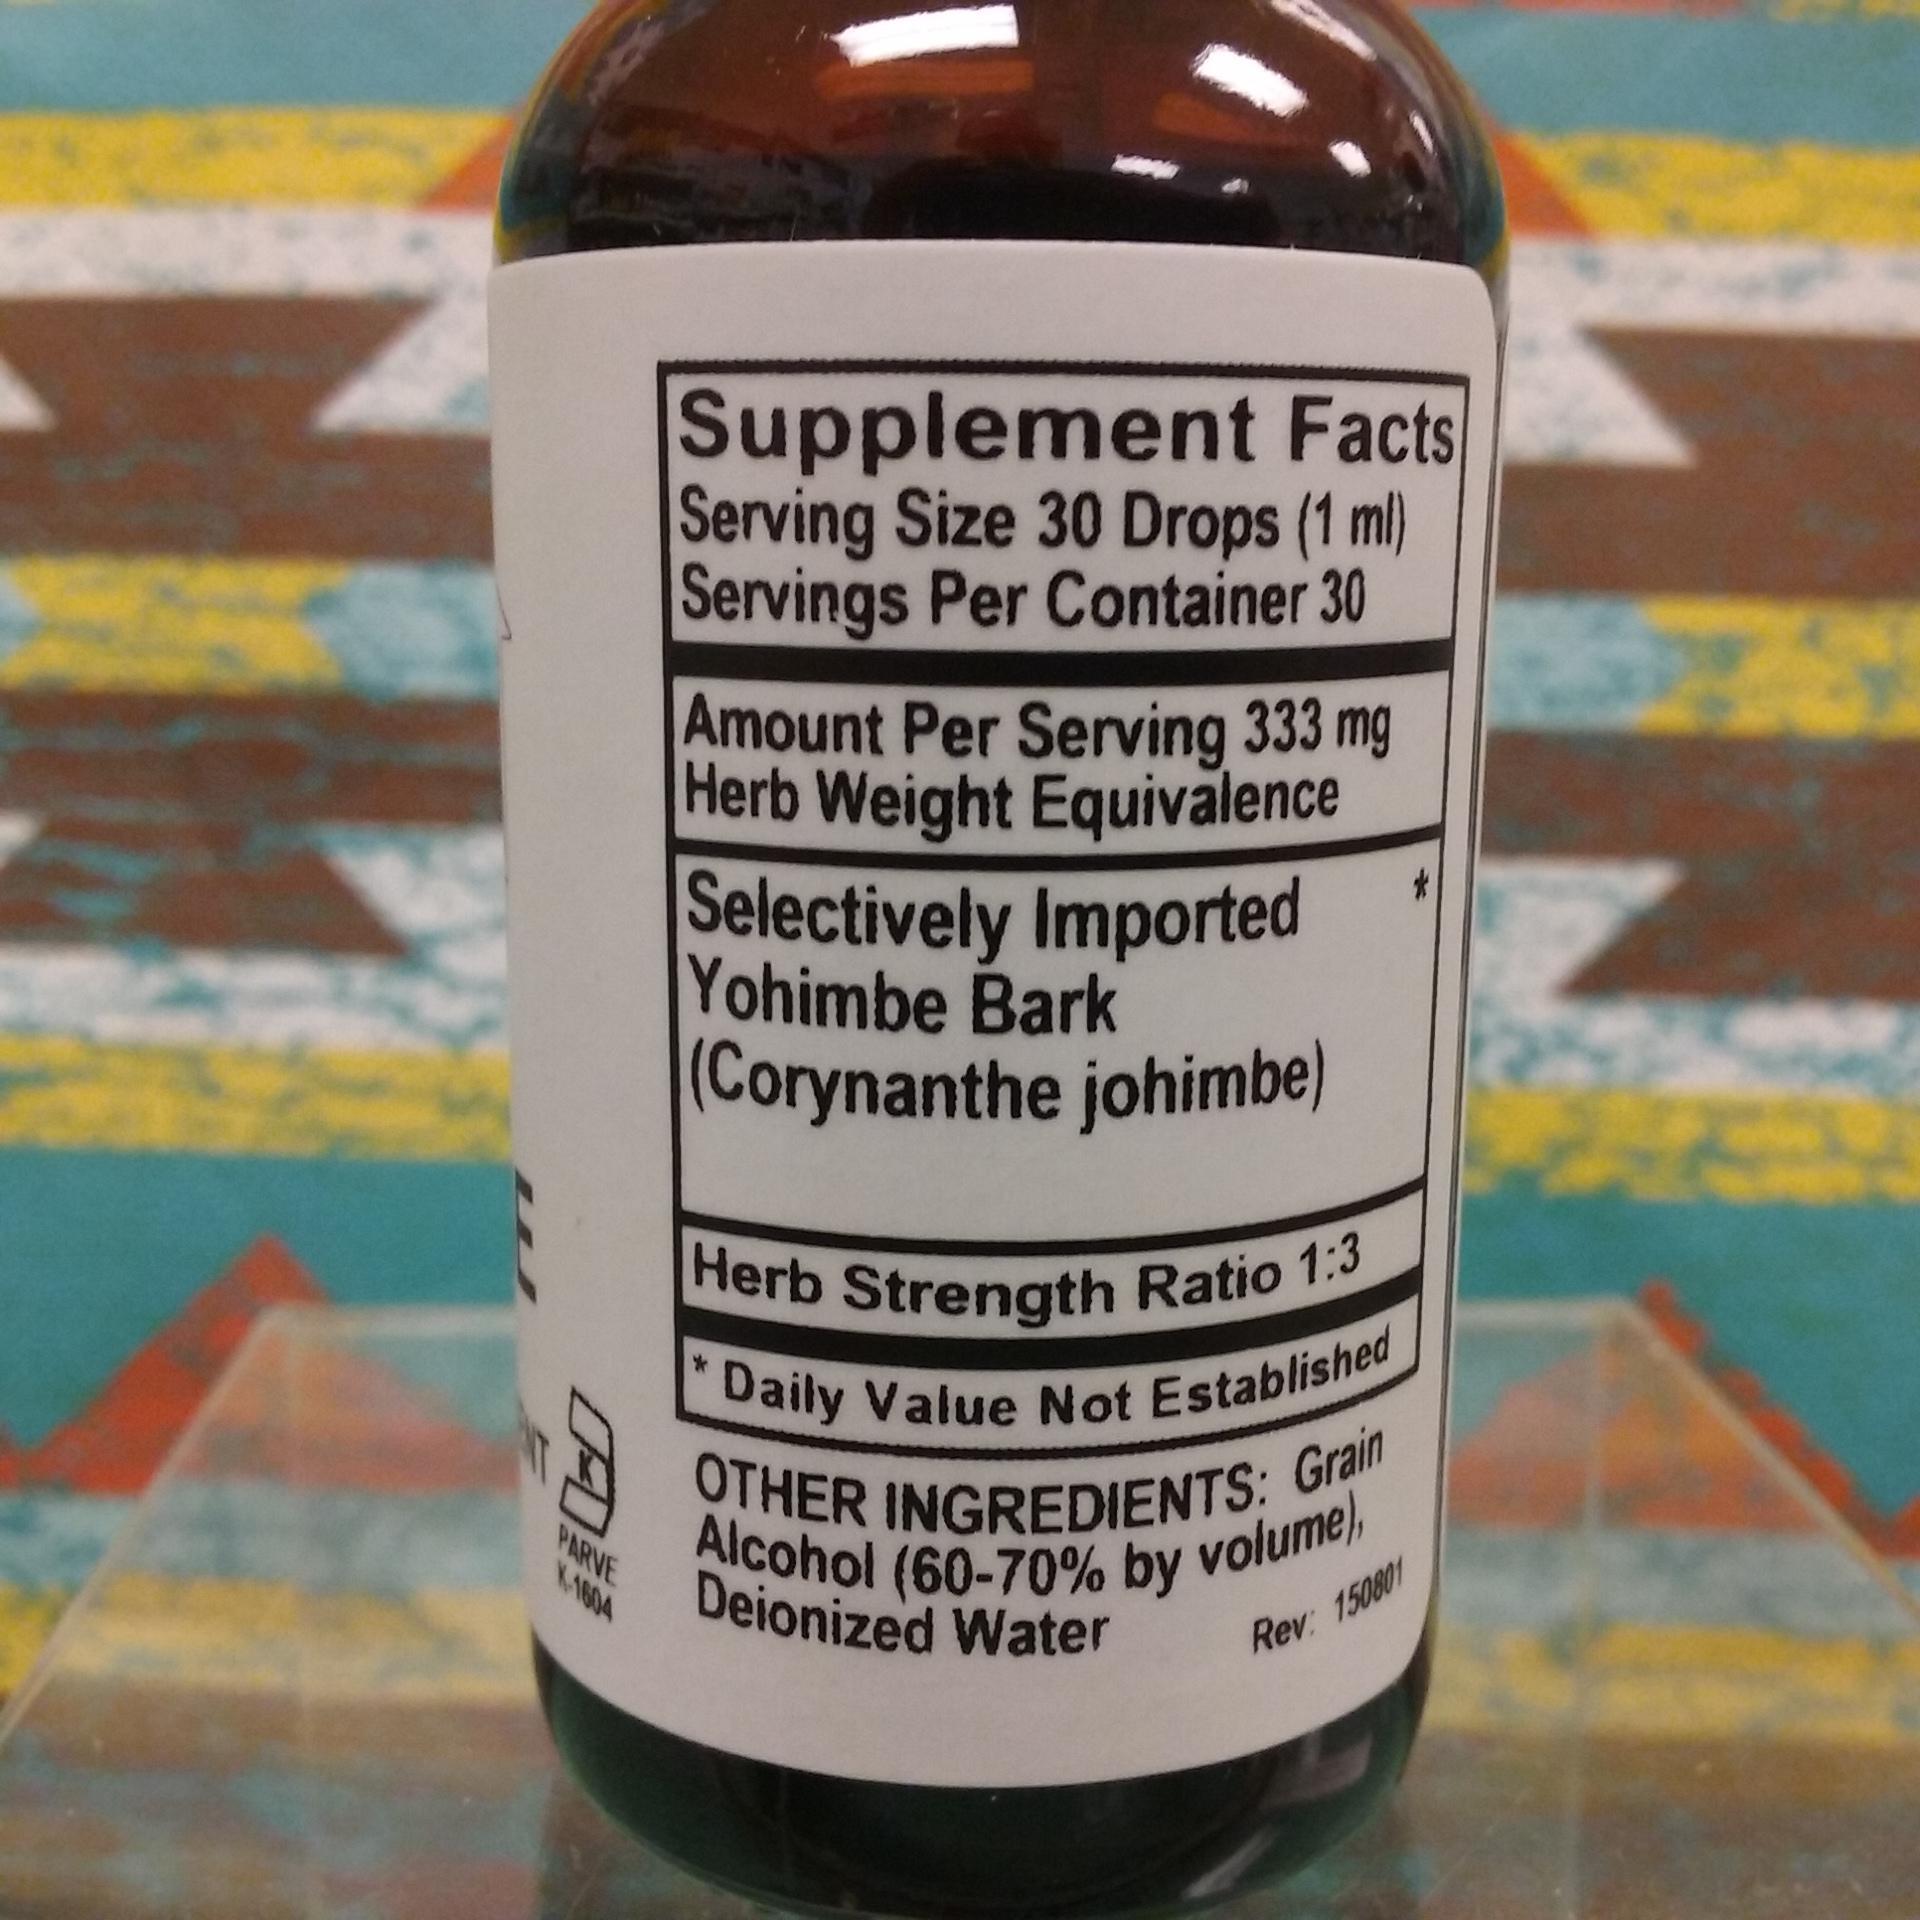 Supplement Facts
Serving Size 30 Drops (1 ml)
Servings Per Container 30
Amount Per Serving 333 mg
Herb Weight Equivalence
Selectively Imported *
Yohimbe Bark
(Corynanthe johimbe)
Herb Strength Ratio 1:3
* Daily Value Not Established
OTHER INGREDIENTS: Grain
Alcohol (60-70% by volume),
Deionized Water
Rev: 150801
E
NT
K
PARVE
K-1604